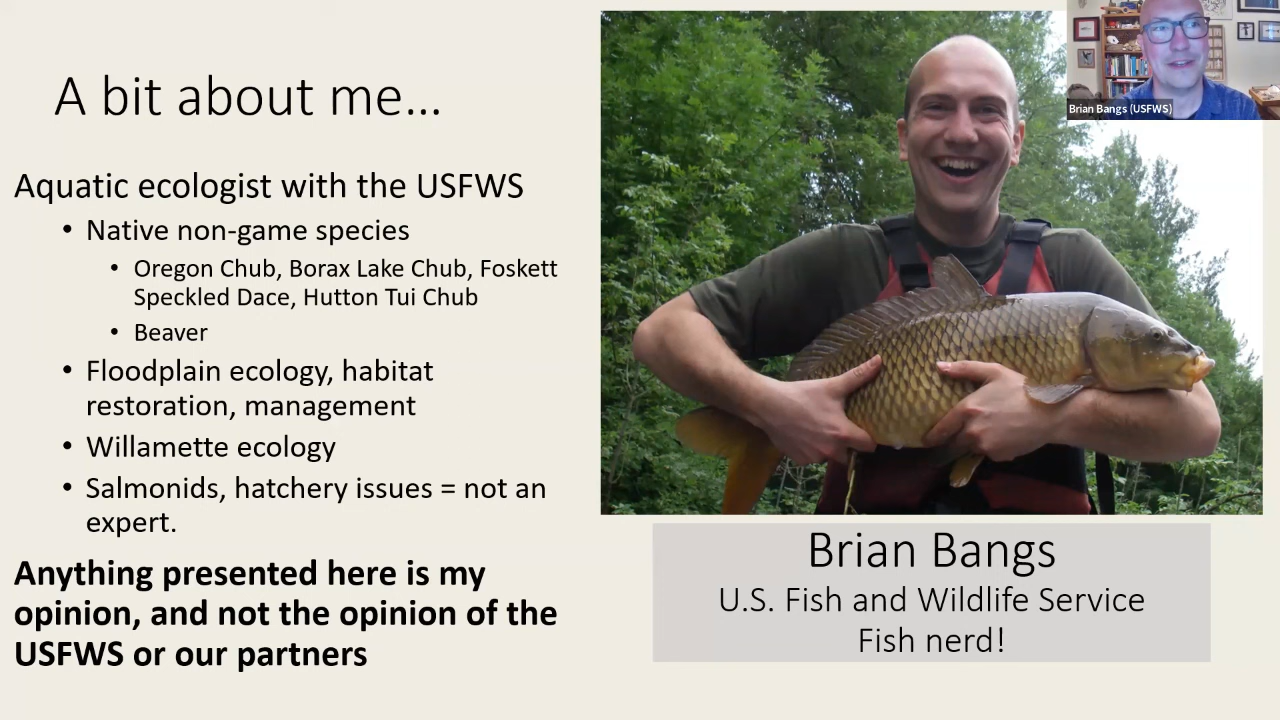 A bit about me…
Aquatic ecologist with the USFWS
• Native non-game species
• Oregon Chub, Borax Lake Chub, Foskett
Speckled Dace, Hutton Tui Chub
• Beaver
• Floodplain ecology, habitat
restoration, management
• Willamette ecology
• Salmonids, hatchery issues = not an
expert.
Anything presented here is my
opinion, and not the opinion of the
USFWS or our partners
Brian Bangs (USFWS)
Brian Bangs
U.S. Fish and Wildlife Service
Fish nerd!